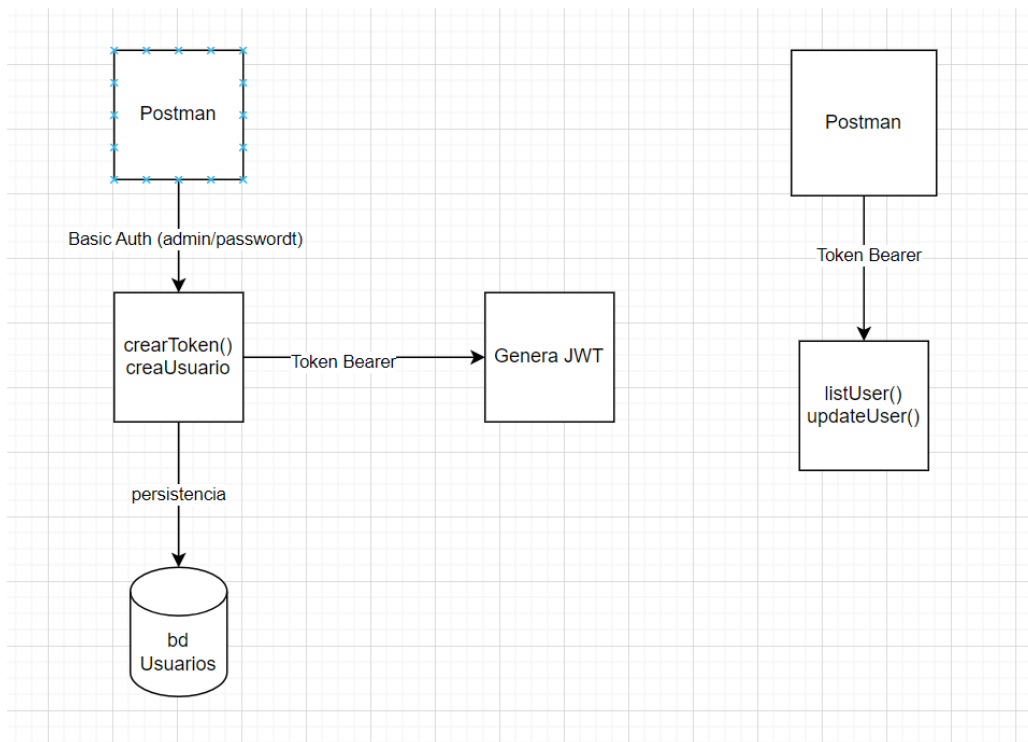 Postman
Basic Auth (admin/passwordt)
crearToken()
creaUsuario
Token Bearer
Genera JWT
persistencia
bd
Usuarios
Postman
Token Bearer
listUser()
updateUser()